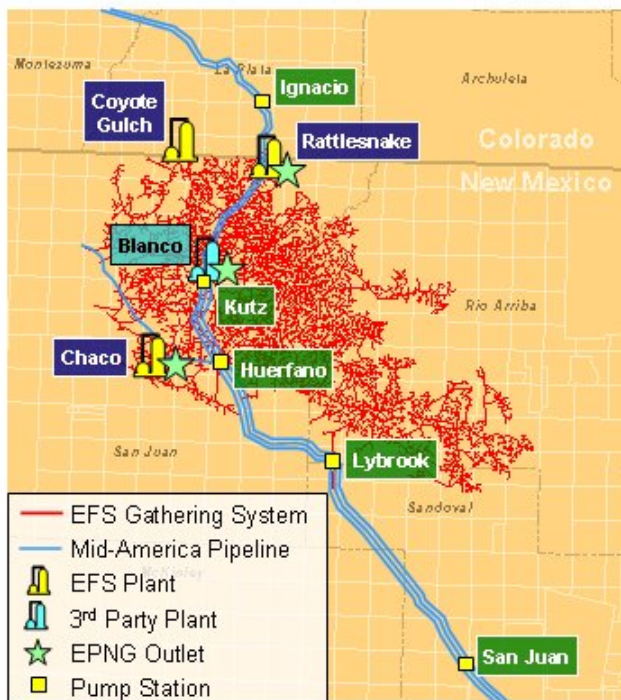 Montezuma
La Plata
Ignacio
Archuleta
Coyote
Gulch
Rattlesnake
Colorado
New Mexico
Blanco
Kutz
Rio Arriba
Chaco
Huerfano
San Juan
Lybrook
Sandoval
EFS Gathering System
Mid-America Pipeline
McKinley
EFS Plant
3rd Party Plant
EPNG Outlet
Pump Station
San Juan